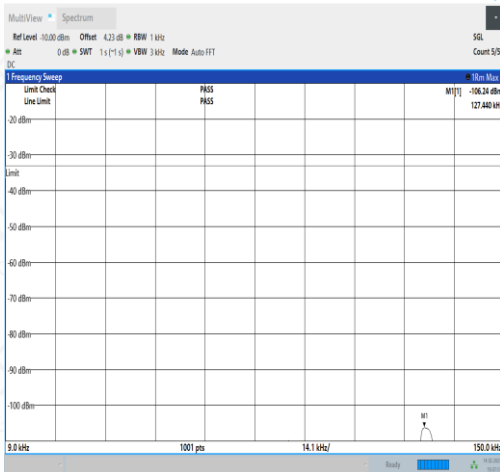 MultiView Spectrum
Ref Level -10.00 dBm Offset 4.23 dB RBW 1 kHz SGL
Att 0 dB SWT 1 s (~1 s) VBW 3 kHz Mode Auto FFT Count 5/5
DC
1 Frequency Sweep 1Rm Max
Limit Check PASS M1[1] -106.24 dBm
Line Limit PASS 127.440 kH
-20 dBm
-30 dBm
Limit
-40 dBm
-50 dBm
-60 dBm
-70 dBm
-80 dBm
-90 dBm
-100 dBm
M1
9.0 kHz 1001 pts 14.1 kHz/ 150.0 kHz
Ready